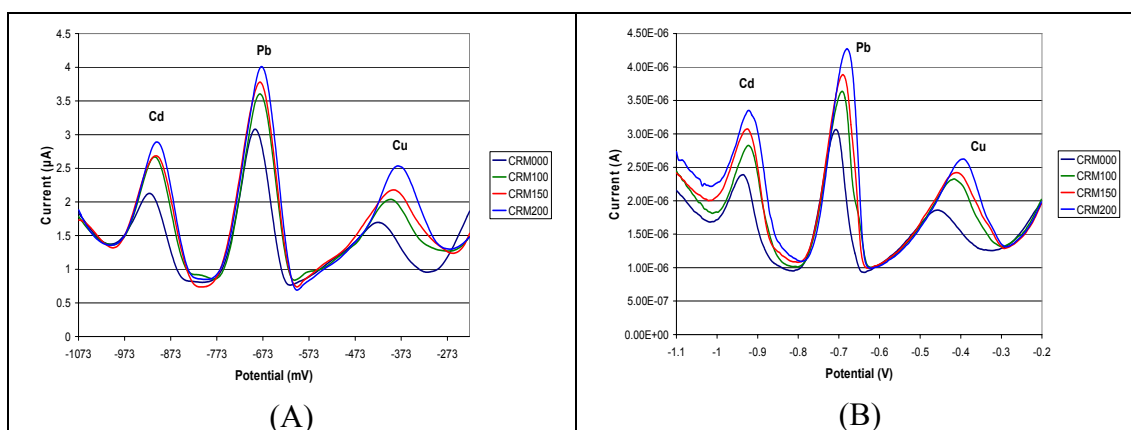 4.5
4
3.5
3
2.5
2
1.5
1
0.5
0
Current (µA)
Cd
Pb
Cu
-1073 -973 -873 -773 -673 -573 -473 -373 -273
Potential (mV)
CRM000
CRM100
CRM150
CRM200
(A)
4.50E-06
4.00E-06
3.50E-06
3.00E-06
2.50E-06
2.00E-06
1.50E-06
1.00E-06
5.00E-07
0.00E+00
Current (A)
Cd
Pb
Cu
-1.1 -1 -0.9 -0.8 -0.7 -0.6 -0.5 -0.4 -0.3 -0.2
Potential (V)
CRM000
CRM100
CRM150
CRM200
(B)